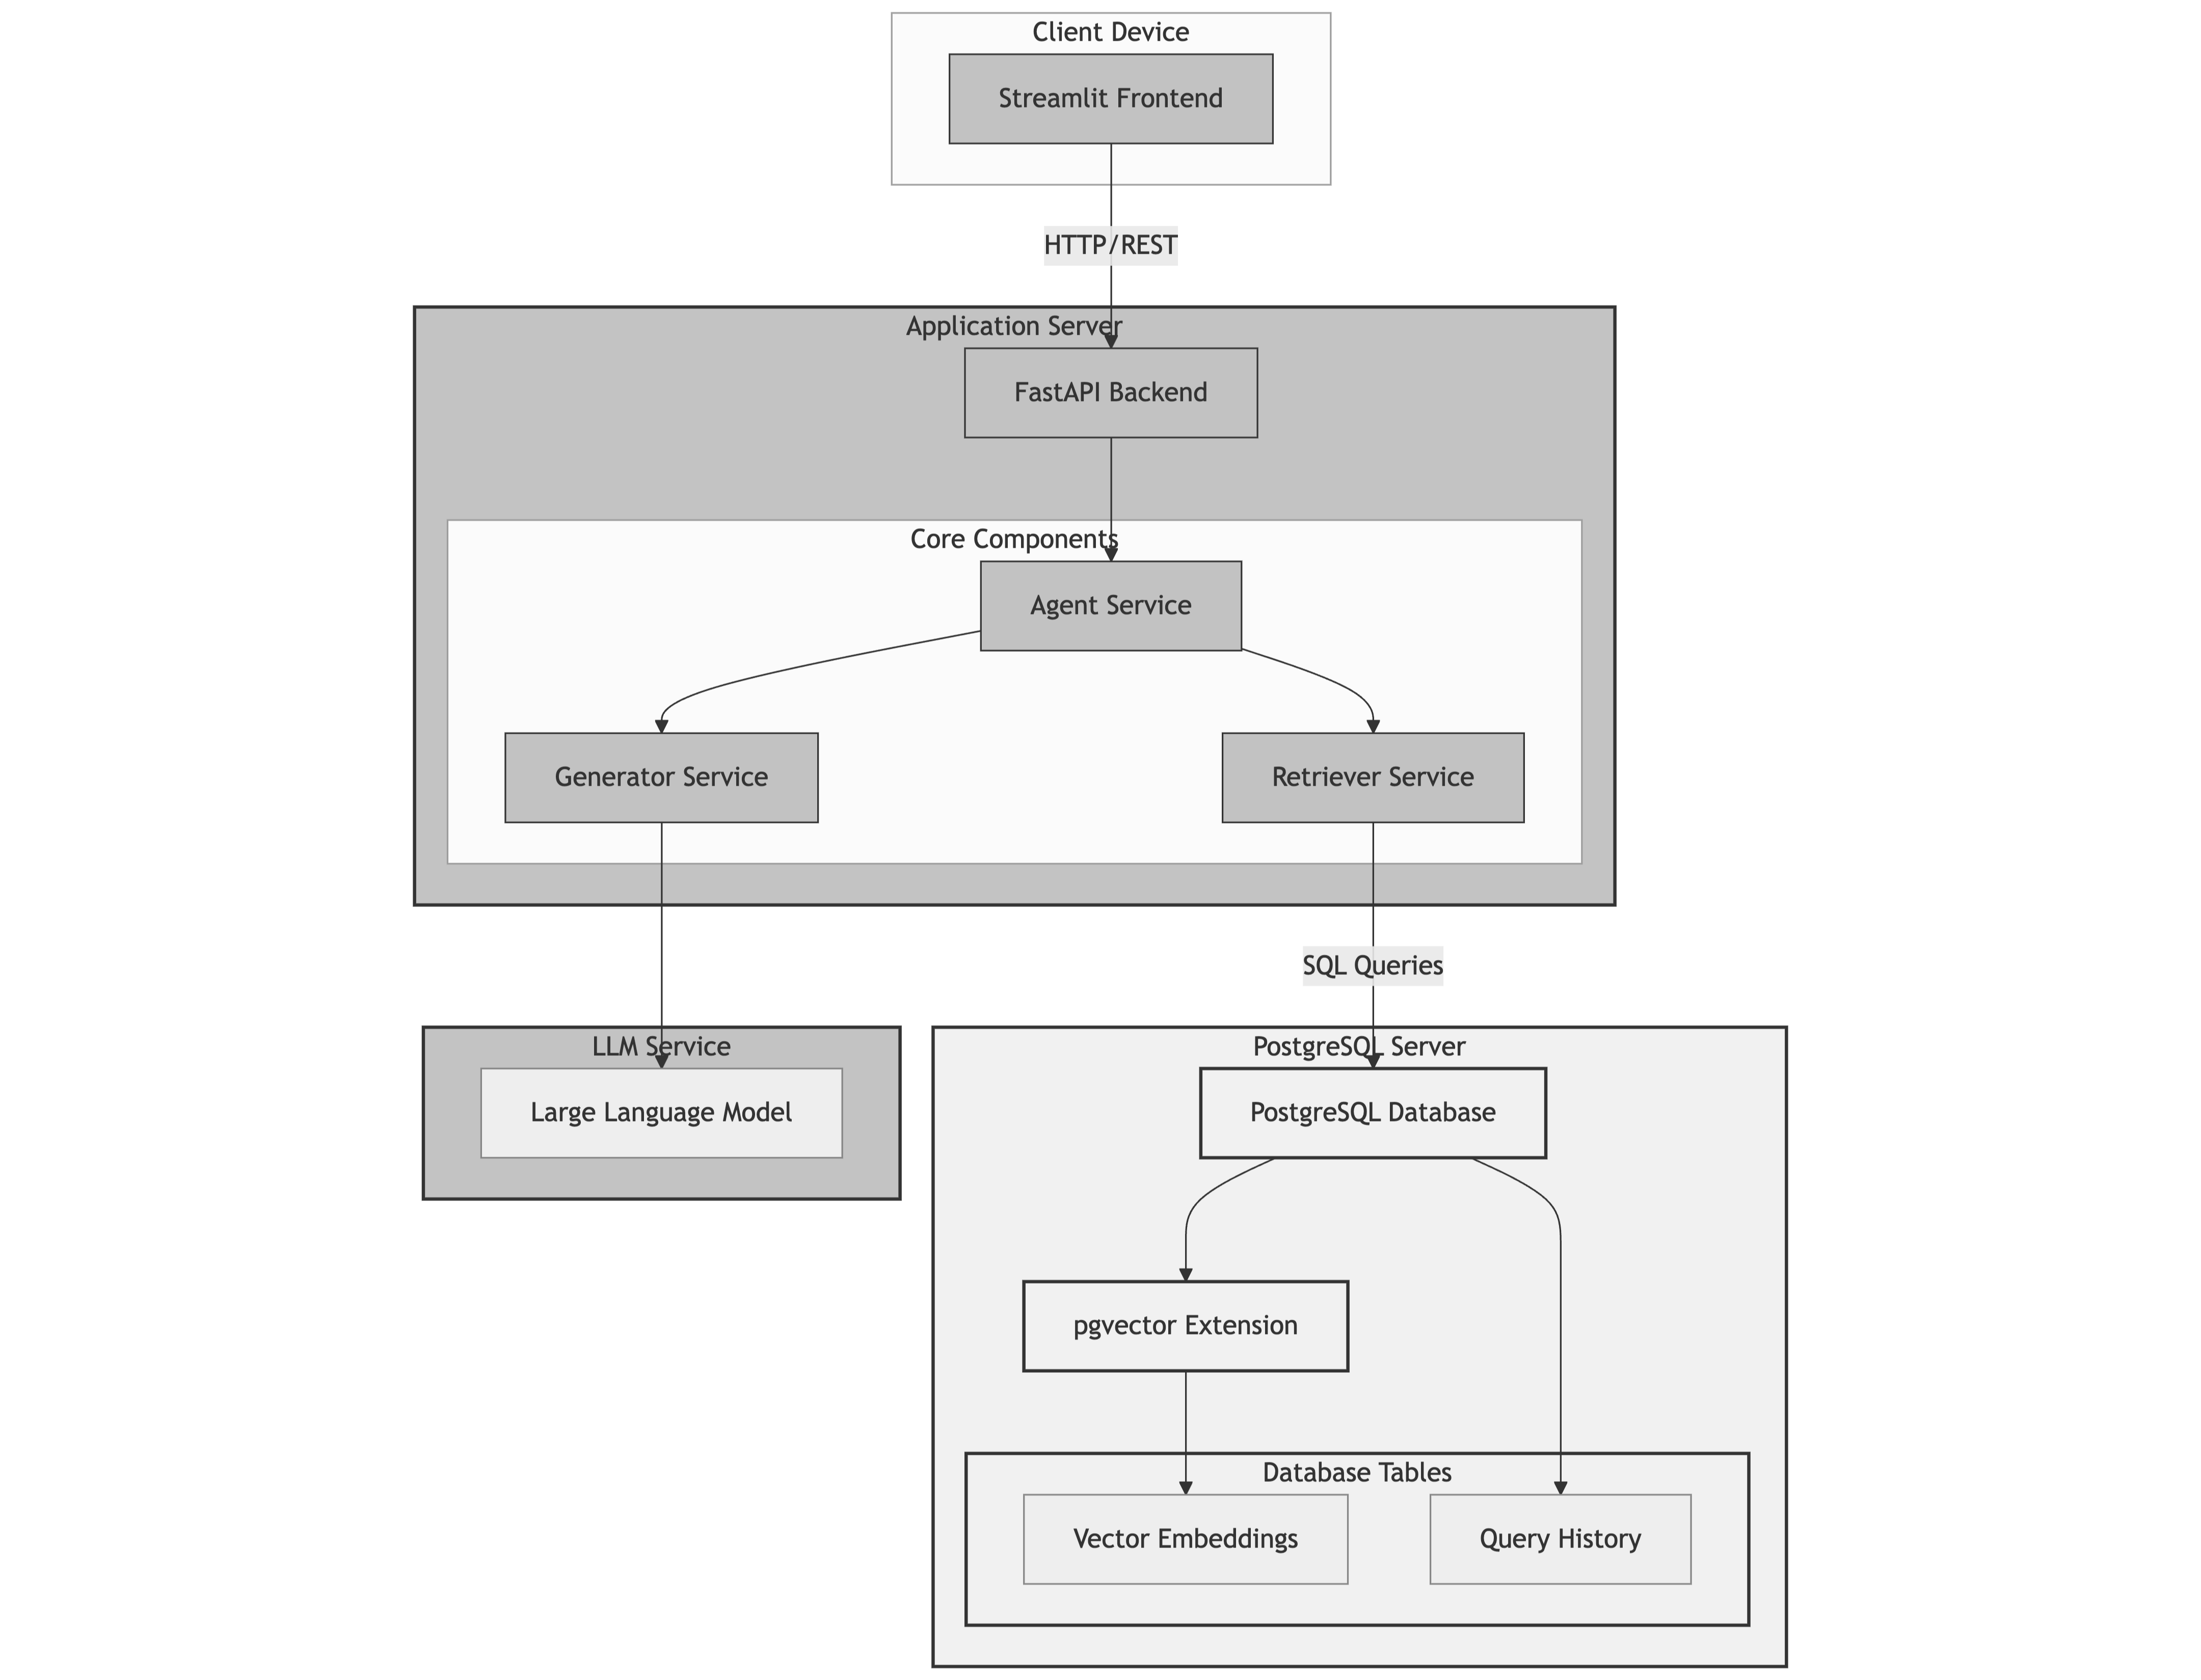 Client Device
Streamlit Frontend
HTTP/REST
Application Server
FastAPI Backend
Core Components
Agent Service
Generator Service
Retriever Service
SQL Queries
LLM Service
Large Language Model
PostgreSQL Server
PostgreSQL Database
pgvector Extension
Database Tables
Vector Embeddings
Query History